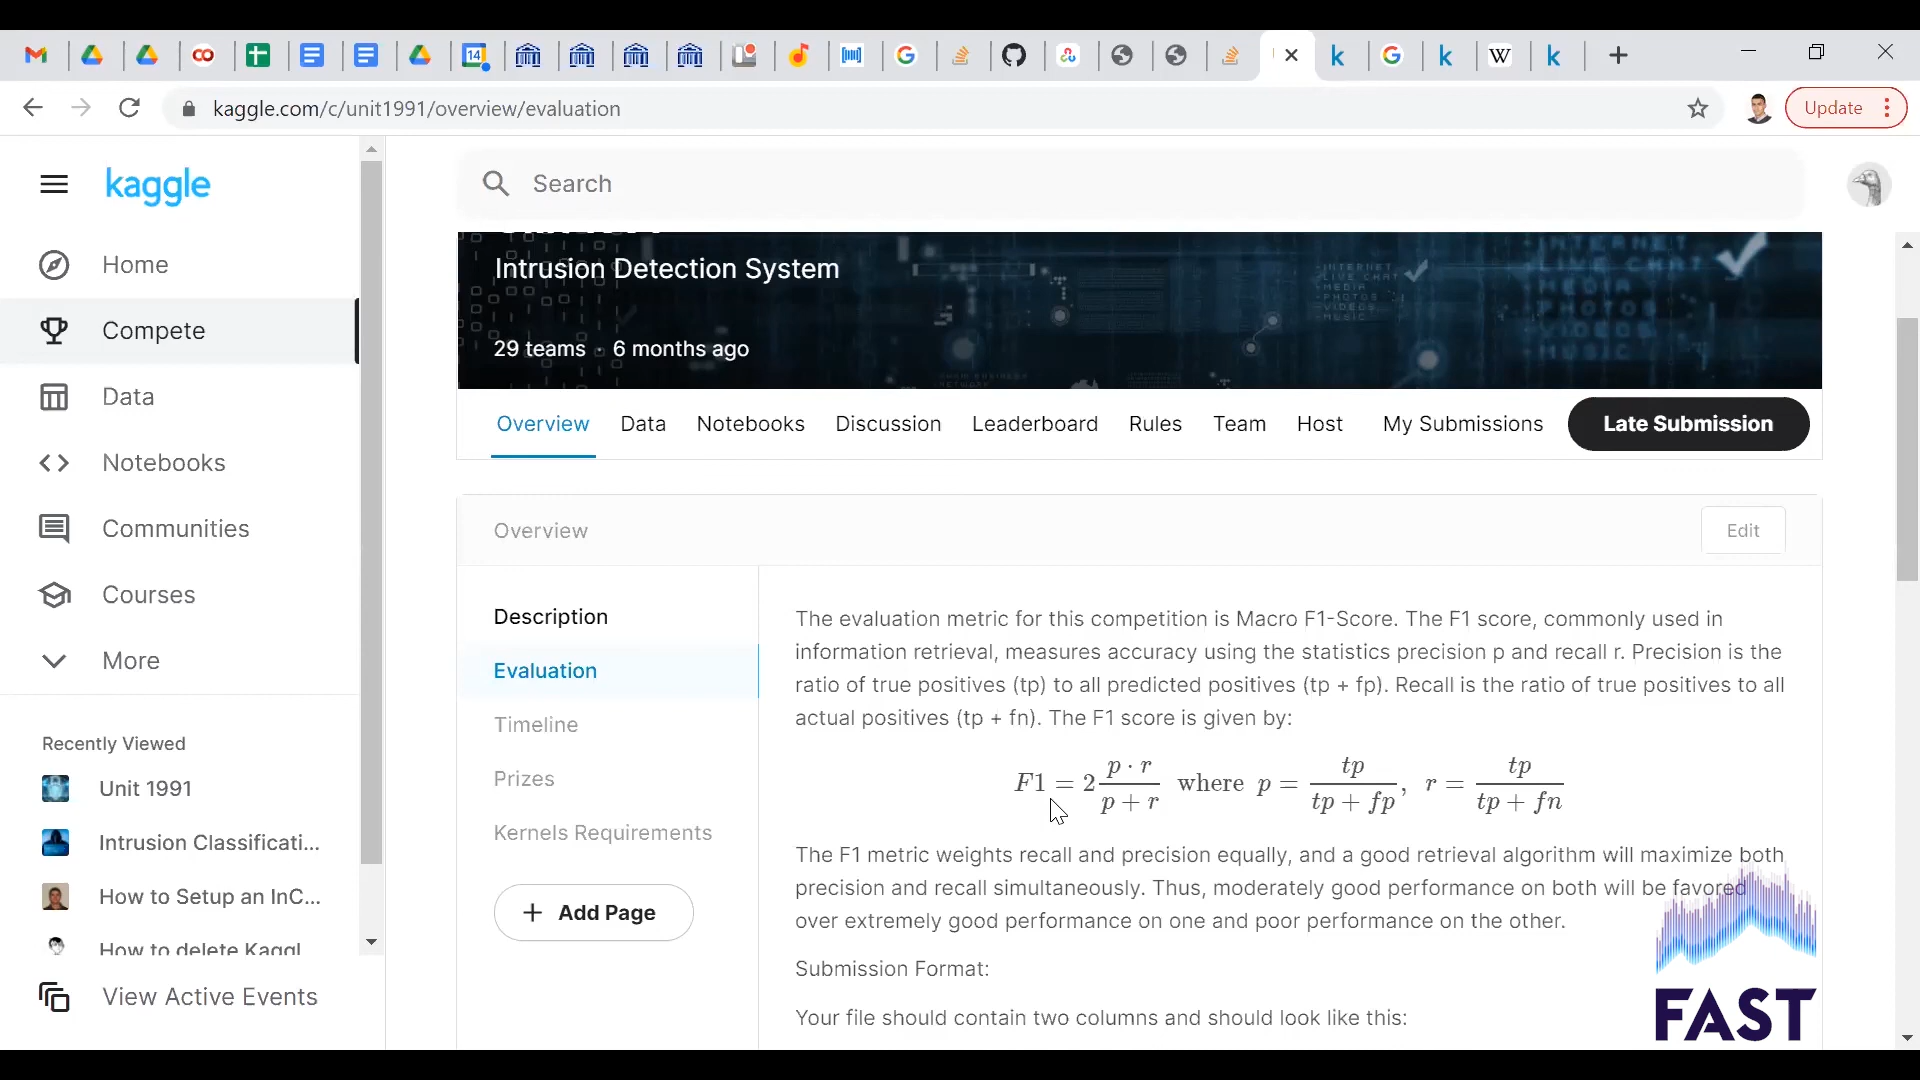 14
kaggle.com/c/unit1991/overview/evaluation
Update
kaggle
Search
Home
Compete
Data
Notebooks
Communities
Courses
More
Recently Viewed
Unit 1991
Intrusion Classificati...
How to Setup an InC...
How to delete Kaggl
View Active Events
Intrusion Detection System
29 teams · 6 months ago
Overview Data Notebooks Discussion Leaderboard Rules Team Host My Submissions Late Submission
Overview
Edit
Description
Evaluation
Timeline
Prizes
Kernels Requirements
+ Add Page
The evaluation metric for this competition is Macro F1-Score. The F1 score, commonly used in
information retrieval, measures accuracy using the statistics precision p and recall r. Precision is the
ratio of true positives (tp) to all predicted positives (tp + fp). Recall is the ratio of true positives to all
actual positives (tp + fn). The F1 score is given by:
F1 = 2 p · r / p + r where p = tp / tp + fp, r = tp / tp + fn
The F1 metric weights recall and precision equally, and a good retrieval algorithm will maximize both
precision and recall simultaneously. Thus, moderately good performance on both will be favored
over extremely good performance on one and poor performance on the other.
Submission Format:
Your file should contain two columns and should look like this:
FAST